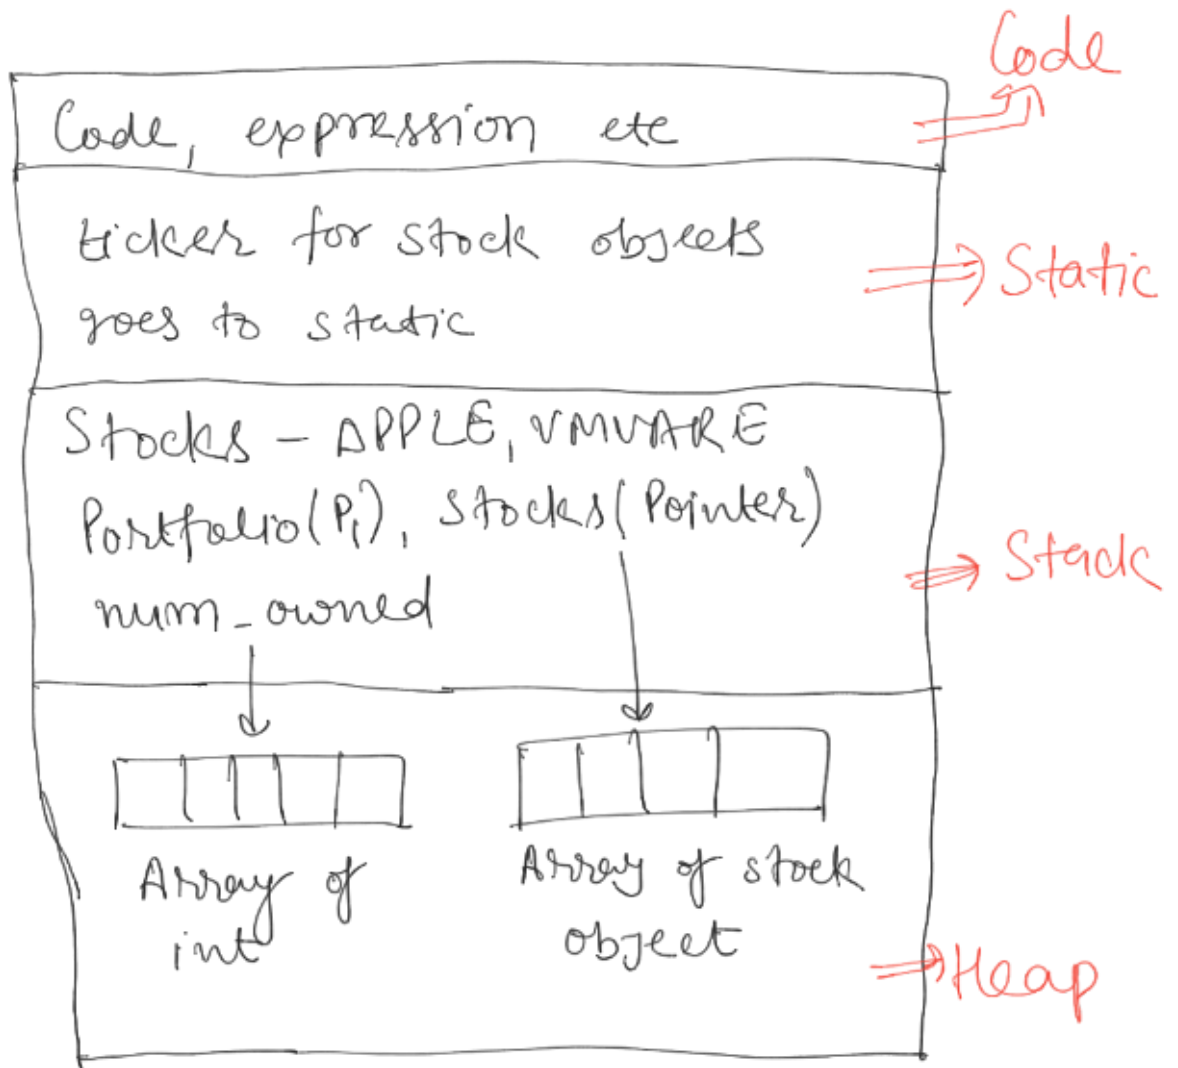 Code
Code, expression etc
ticker for stock objects
goes to static
Static
Stocks - APPLE, VMWARE
Portfolio(P1), stocks(Pointer)
num_owned
Stack
Array of
int
Array of stock
object
Heap